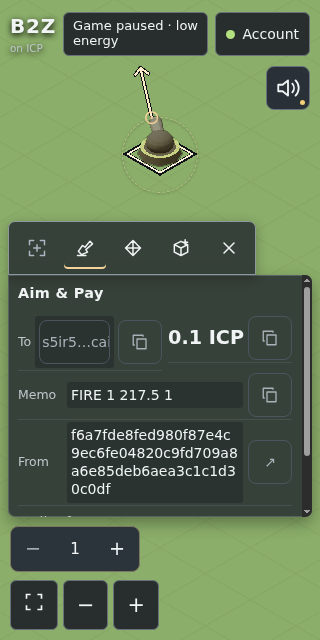 B2Z
on ICP
Game paused · low
energy
Account
Aim & Pay
To
s5ir5...cai
0.1 ICP
Memo
FIRE 1 217.5 1
From
f6a7fde8fed980f87e4c
9ec6fe04820c9fd709a8
a6e85deb6aea3c1c1d3
0c0df
− 1 +
− +